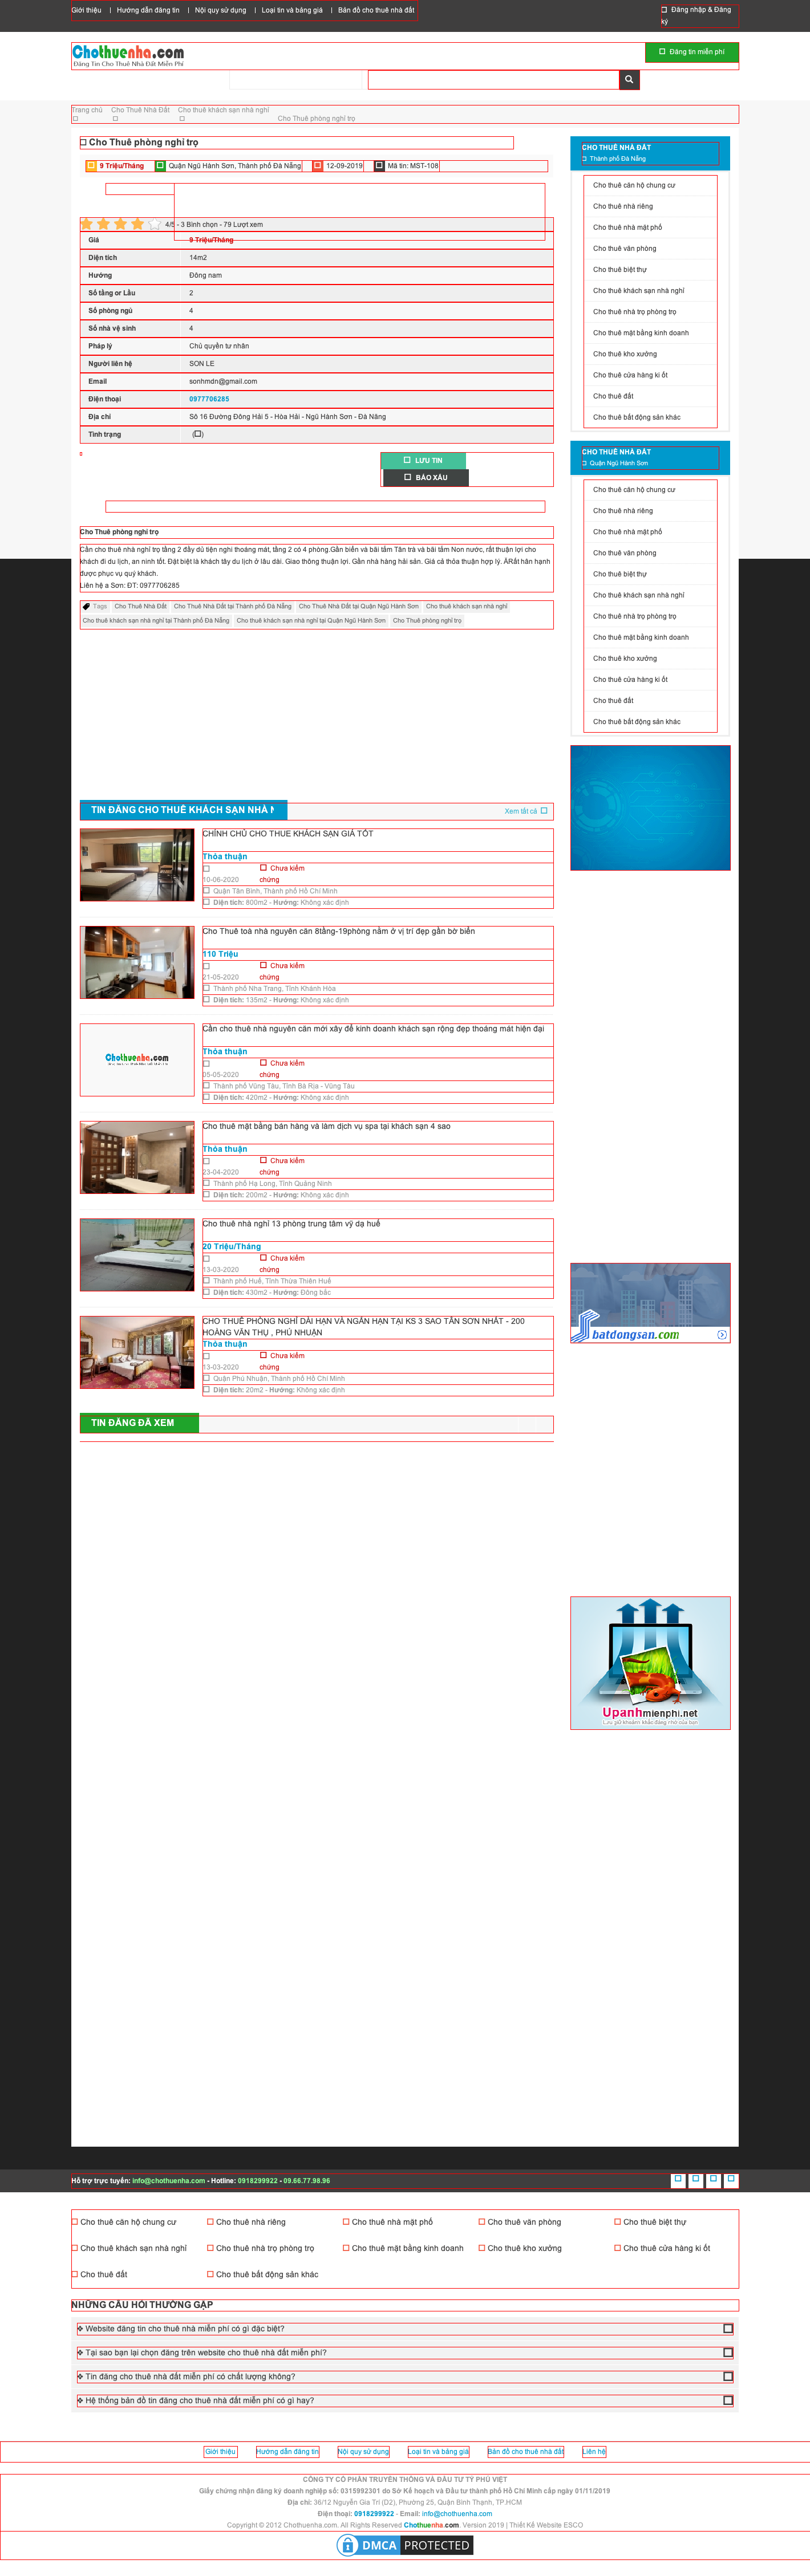 Giới thiệu | Hướng dẫn đăng tin | Nội quy sử dụng | Loại tin và bảng giá | Bản đồ cho thuê nhà đất
Đăng nhập & Đăng ký
Chothuenha.com
Đăng Tin Cho Thuê Nhà Đất Miễn Phí
Đăng tin miễn phí
Trang chủ
Cho Thuê Nhà Đất
Cho thuê khách sạn nhà nghỉ
Cho Thuê phòng nghỉ trọ
Cho Thuê phòng nghỉ trọ
9 Triệu/Tháng
Quận Ngũ Hành Sơn, Thành phố Đà Nẵng
12-09-2019
Mã tin: MST-108
4/5 - 3 Bình chọn - 79 Lượt xem
Giá 9 Triệu/Tháng
Diện tích 14m2
Hướng Đông nam
Số tầng or Lầu 2
Số phòng ngủ 4
Số nhà vệ sinh 4
Pháp lý Chủ quyền tư nhân
Người liên hệ SON LE
Email sonhmdn@gmail.com
Điện thoại 0977706285
Địa chỉ Số 16 Đường Đông Hải 5 - Hòa Hải - Ngũ Hành Sơn - Đà Nẵng
Tình trạng ()
LƯU TIN
BÁO XẤU
Cho Thuê phòng nghỉ trọ
Cần cho thuê nhà nghỉ trọ tầng 2 đầy đủ tiện nghi thoáng mát, tầng 2 có 4 phòng.Gần biển và bãi tắm Tân trà và bãi tắm Non nước, rất thuận lợi cho
khách đi du lịch, an ninh tốt. Đặt biệt là khách tây du lịch ở lâu dài. Giao thông thuận lợi. Gần nhà hàng hải sản. Giá cả thỏa thuận hợp lý. ARất hân hạnh
được phục vụ quý khách.
Liên hệ a Sơn: ĐT: 0977706285
Tags Cho Thuê Nhà Đất Cho Thuê Nhà Đất tại Thành phố Đà Nẵng Cho Thuê Nhà Đất tại Quận Ngũ Hành Sơn Cho thuê khách sạn nhà nghỉ
Cho thuê khách sạn nhà nghỉ tại Thành phố Đà Nẵng Cho thuê khách sạn nhà nghỉ tại Quận Ngũ Hành Sơn Cho Thuê phòng nghỉ trọ
TIN ĐĂNG CHO THUÊ KHÁCH SẠN NHÀ N
Xem tất cả
CHÍNH CHỦ CHO THUE KHÁCH SẠN GIÁ TỐT
Thỏa thuận
10-06-2020
Chưa kiểm chứng
Quận Tân Bình, Thành phố Hồ Chí Minh
Diện tích: 800m2 - Hướng: Không xác định
Cho Thuê toà nhà nguyên căn 8tầng-19phòng nằm ở vị trí đẹp gần bờ biển
110 Triệu
21-05-2020
Chưa kiểm chứng
Thành phố Nha Trang, Tỉnh Khánh Hòa
Diện tích: 135m2 - Hướng: Không xác định
Chothuenha.com
Cần cho thuê nhà nguyên căn mới xây để kinh doanh khách sạn rộng đẹp thoáng mát hiện đại
Thỏa thuận
05-05-2020
Chưa kiểm chứng
Thành phố Vũng Tàu, Tỉnh Bà Rịa - Vũng Tàu
Diện tích: 420m2 - Hướng: Không xác định
Cho thuê mặt bằng bán hàng và làm dịch vụ spa tại khách sạn 4 sao
Thỏa thuận
23-04-2020
Chưa kiểm chứng
Thành phố Hạ Long, Tỉnh Quảng Ninh
Diện tích: 200m2 - Hướng: Không xác định
Cho thuê nhà nghỉ 13 phòng trung tâm vỹ dạ huế
20 Triệu/Tháng
13-03-2020
Chưa kiểm chứng
Thành phố Huế, Tỉnh Thừa Thiên Huế
Diện tích: 430m2 - Hướng: Đông bắc
CHO THUÊ PHÒNG NGHỈ DÀI HẠN VÀ NGẮN HẠN TẠI KS 3 SAO TÂN SƠN NHẤT - 200
HOÀNG VĂN THỤ , PHÚ NHUẬN
Thỏa thuận
13-03-2020
Chưa kiểm chứng
Quận Phú Nhuận, Thành phố Hồ Chí Minh
Diện tích: 20m2 - Hướng: Không xác định
TIN ĐĂNG ĐÃ XEM
CHO THUÊ NHÀ ĐẤT
Thành phố Đà Nẵng
Cho thuê căn hộ chung cư
Cho thuê nhà riêng
Cho thuê nhà mặt phố
Cho thuê văn phòng
Cho thuê biệt thự
Cho thuê khách sạn nhà nghỉ
Cho thuê nhà trọ phòng trọ
Cho thuê mặt bằng kinh doanh
Cho thuê kho xưởng
Cho thuê cửa hàng ki ốt
Cho thuê đất
Cho thuê bất động sản khác
CHO THUÊ NHÀ ĐẤT
Quận Ngũ Hành Sơn
Cho thuê căn hộ chung cư
Cho thuê nhà riêng
Cho thuê nhà mặt phố
Cho thuê văn phòng
Cho thuê biệt thự
Cho thuê khách sạn nhà nghỉ
Cho thuê nhà trọ phòng trọ
Cho thuê mặt bằng kinh doanh
Cho thuê kho xưởng
Cho thuê cửa hàng ki ốt
Cho thuê đất
Cho thuê bất động sản khác
batdongsan.com
Upanhmienphi.net
Hỗ trợ trực tuyến: info@chothuenha.com - Hotline: 0918299922 - 09.66.77.98.96
Cho thuê căn hộ chung cư Cho thuê nhà riêng Cho thuê nhà mặt phố Cho thuê văn phòng Cho thuê biệt thự
Cho thuê khách sạn nhà nghỉ Cho thuê nhà trọ phòng trọ Cho thuê mặt bằng kinh doanh Cho thuê kho xưởng Cho thuê cửa hàng ki ốt
Cho thuê đất Cho thuê bất động sản khác
NHỮNG CÂU HỎI THƯỜNG GẶP
❖ Website đăng tin cho thuê nhà miễn phí có gì đặc biệt?
❖ Tại sao bạn lại chọn đăng trên website cho thuê nhà đất miễn phí?
❖ Tin đăng cho thuê nhà đất miễn phí có chất lượng không?
❖ Hệ thống bản đồ tin đăng cho thuê nhà đất miễn phí có gì hay?
Giới thiệu Hướng dẫn đăng tin Nội quy sử dụng Loại tin và bảng giá Bản đồ cho thuê nhà đất Liên hệ
CÔNG TY CỔ PHẦN TRUYỀN THÔNG VÀ ĐẦU TƯ TỶ PHÚ VIỆT
Giấy chứng nhận đăng ký doanh nghiệp số: 0315992301 do Sở Kế hoạch và Đầu tư thành phố Hồ Chí Minh cấp ngày 01/11/2019
Địa chỉ: 36/12 Nguyễn Gia Trí (D2), Phường 25, Quận Bình Thạnh, TP.HCM
Điện thoại: 0918299922 - Email: info@chothuenha.com
Copyright © 2012 Chothuenha.com. All Rights Reserved Chothuenha.com. Version 2019 | Thiết Kế Website ESCO
DMCA PROTECTED